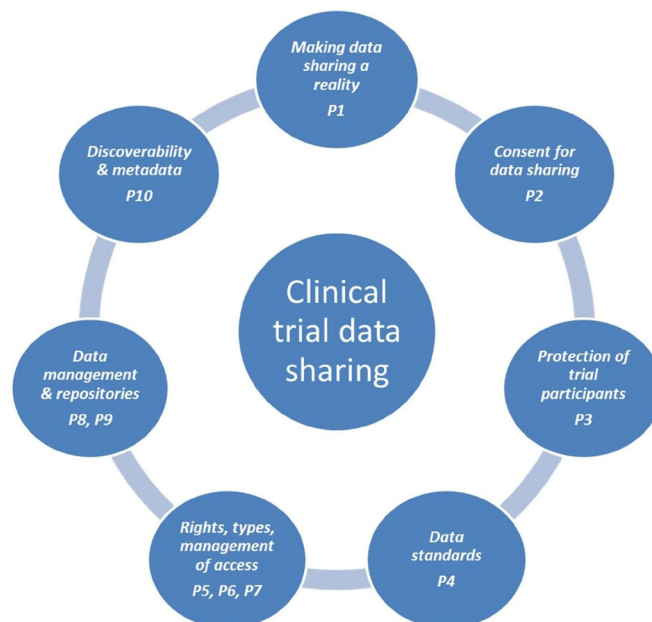 Making data
sharing a
reality
P1
Consent for
data sharing
P2
Protection of
trial
participants
P3
Data
standards
P4
Rights, types,
management
of access
P5, P6, P7
Data
management
& repositories
P8, P9
Discoverability
& metadata
P10
Clinical
trial data
sharing